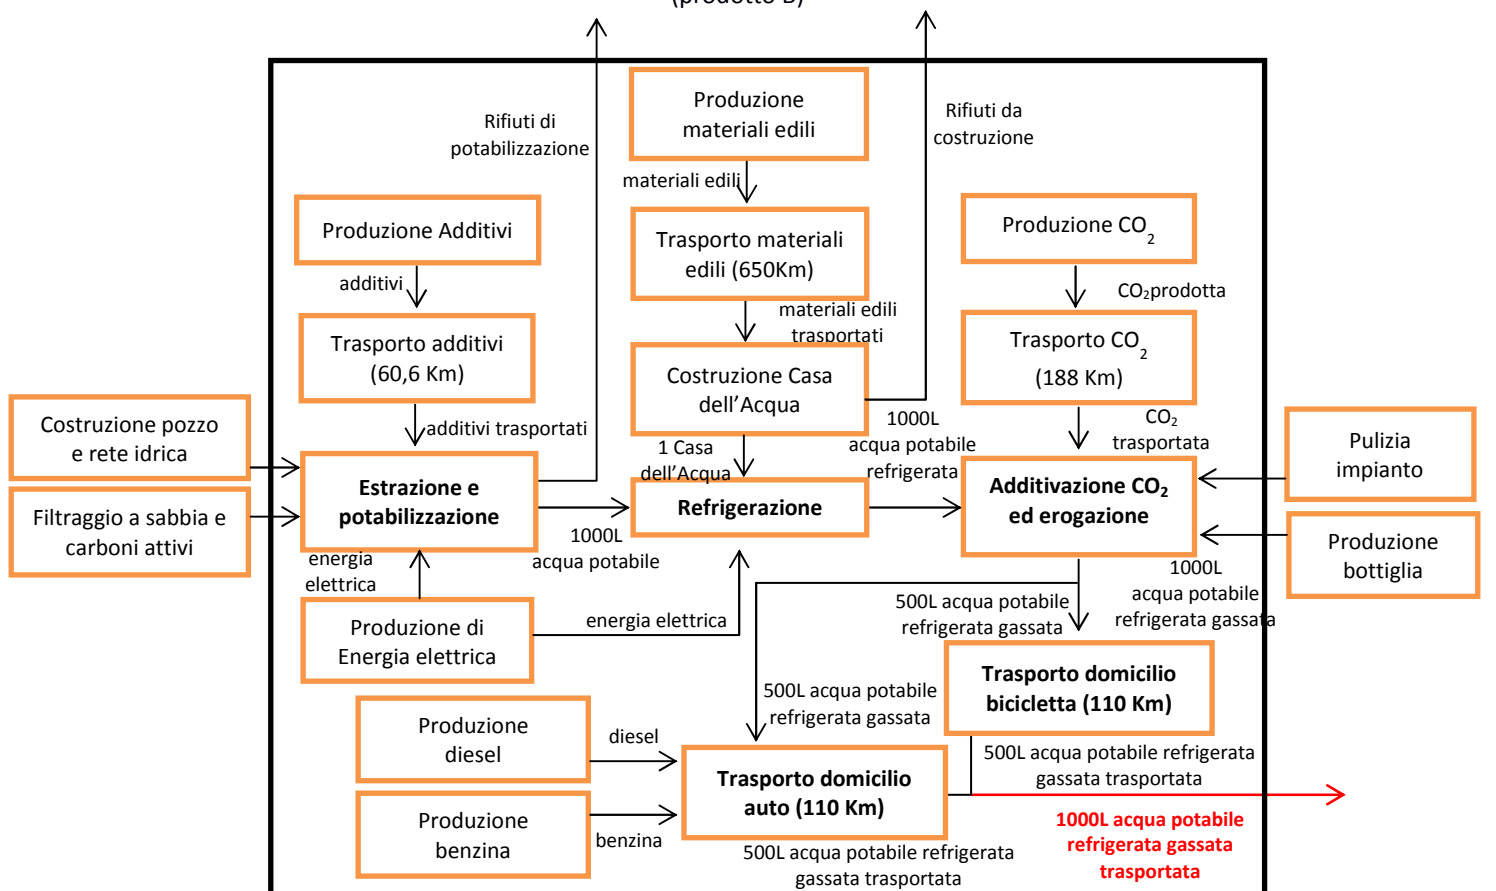 (prodotto B)
Rifiuti di
potabilizzazione
Produzione
materiali edili
Rifiuti da
costruzione
materiali edili
Produzione Additivi
Trasporto materiali
edili (650Km)
Produzione CO2
additivi
materiali edili
trasportati
CO2prodotta
Trasporto additivi
(60,6 Km)
Costruzione Casa
dell’Acqua
Trasporto CO2
(188 Km)
Costruzione pozzo
e rete idrica
additivi trasportati
1 Casa
dell’Acqua
1000L
acqua potabile
refrigerata
CO2
trasportata
Pulizia
impianto
Filtraggio a sabbia e
carboni attivi
Estrazione e
potabilizzazione
Refrigerazione
Additivazione CO2
ed erogazione
Produzione
bottiglia
energia
elettrica
1000L
acqua potabile
1000L
acqua potabile
refrigerata gassata
Produzione di
Energia elettrica
energia elettrica
500L acqua potabile
refrigerata gassata
Trasporto domicilio
bicicletta (110 Km)
500L acqua potabile
refrigerata gassata
Produzione
diesel
diesel
Trasporto domicilio
auto (110 Km)
500L acqua potabile refrigerata
gassata trasportata
Produzione
benzina
benzina
500L acqua potabile refrigerata
gassata trasportata
1000L acqua potabile
refrigerata gassata
trasportata